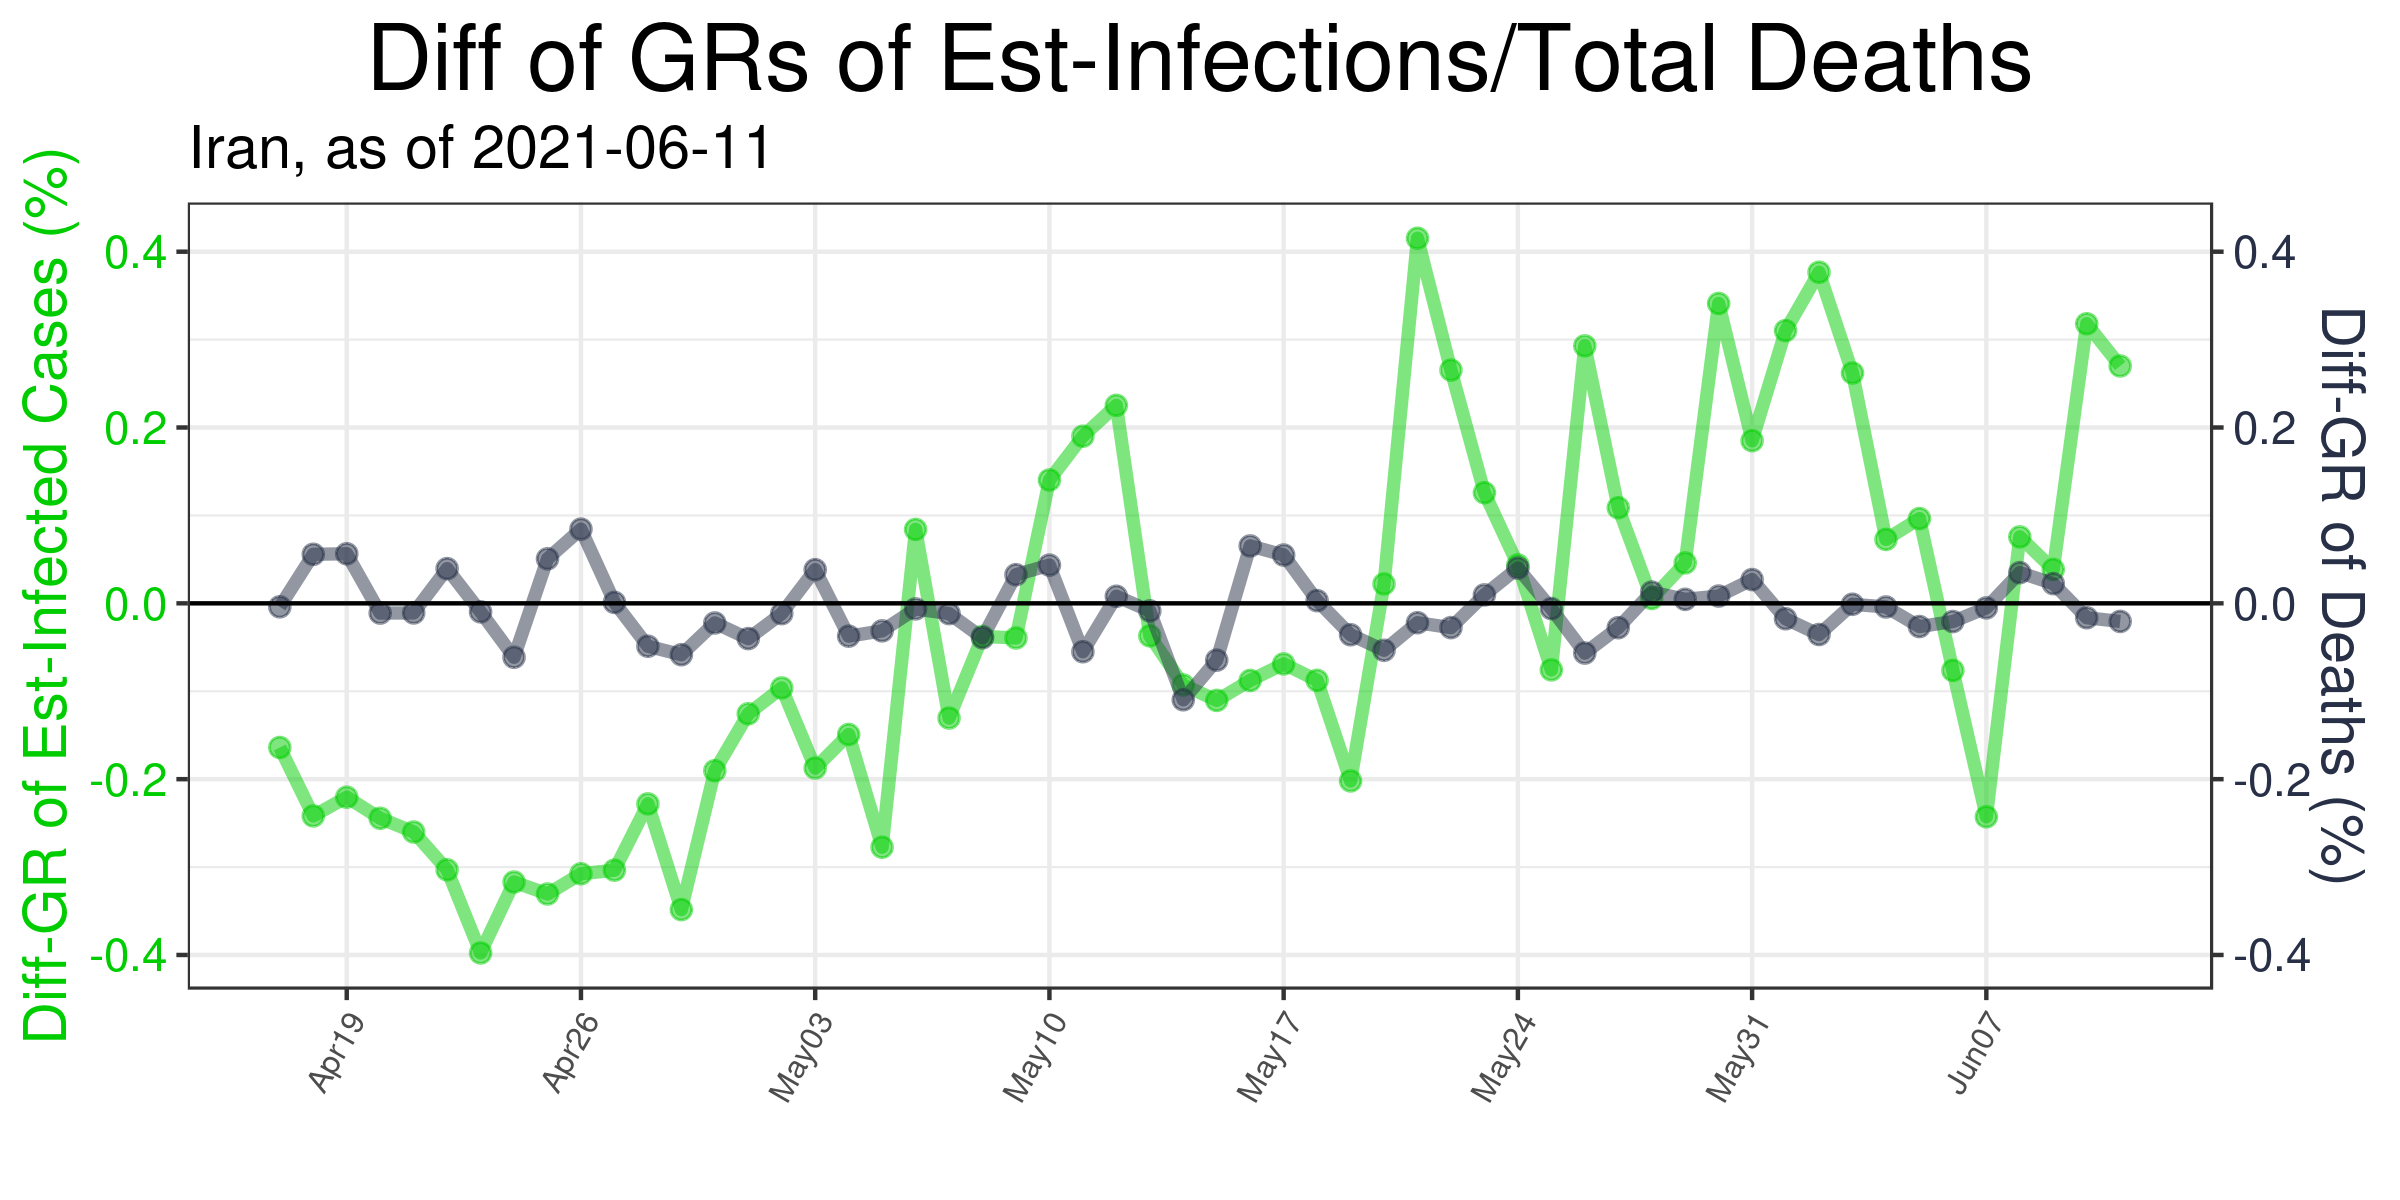 Diff of GRs of Est-Infections/Total Deaths
Iran, as of 2021-06-11
Diff-GR of Est-Infected Cases (%)
0.4
0.2
0.0
-0.2
-0.4
0.4
0.2
0.0
-0.2
-0.4
Diff-GR of Deaths (%)
Apr19
Apr26
May03
May10
May17
May24
May31
Jun07